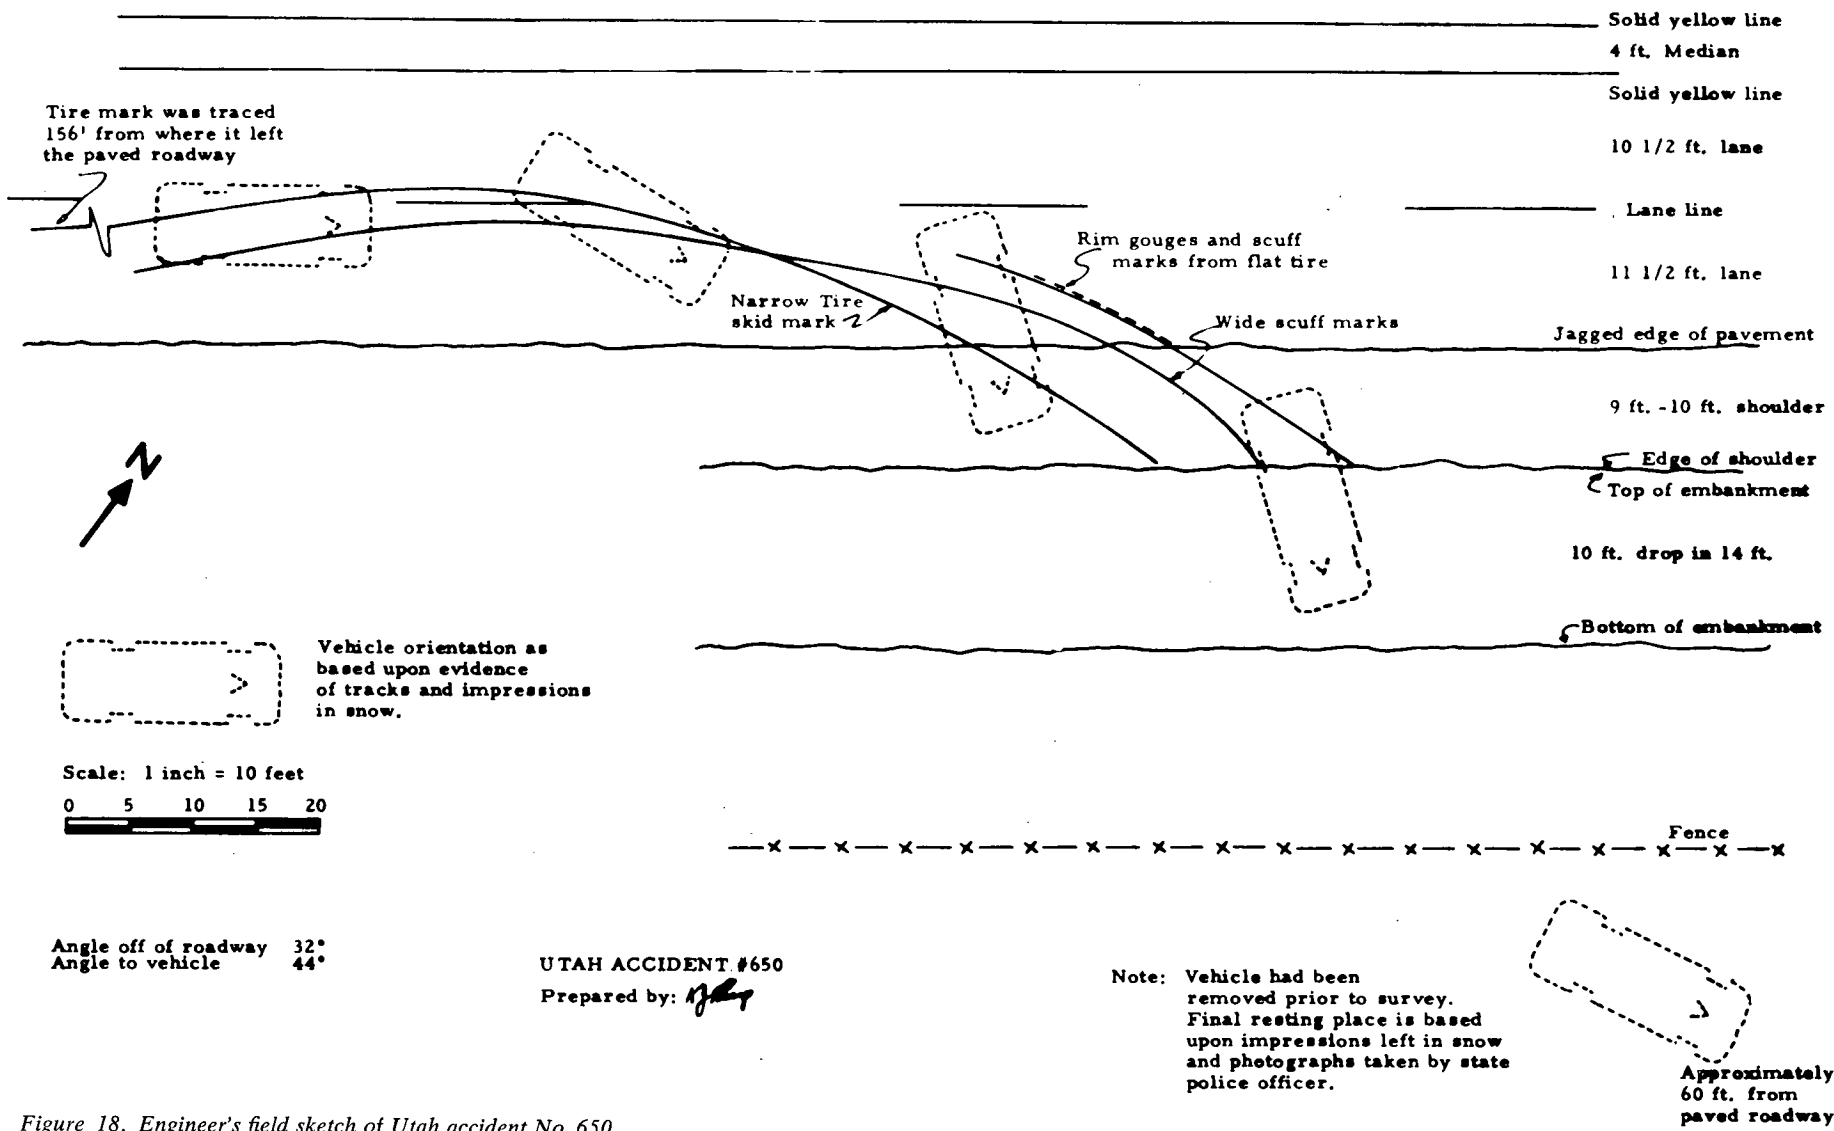 Solid yellow line
4 ft. Median
Solid yellow line
Tire mark was traced
156' from where it left
the paved roadway
10 1/2 ft. lane
Lane line
Rim gouges and scuff
marks from flat tire
11 1/2 ft. lane
Narrow Tire
skid mark
Wide scuff marks
Jagged edge of pavement
9 ft. -10 ft. shoulder
N
Edge of shoulder
Top of embankment
10 ft. drop in 14 ft.
Bottom of embankment
Vehicle orientation as
based upon evidence
of tracks and impressions
in snow.
Scale: 1 inch = 10 feet
0 5 10 15 20
Fence
Angle off of roadway 32°
Angle to vehicle 44°
UTAH ACCIDENT #650
Prepared by:
Note: Vehicle had been
removed prior to survey.
Final resting place is based
upon impressions left in snow
and photographs taken by state
police officer.
Approximately
60 ft. from
paved roadway
Figure 18. Engineer's field sketch of Utah accident No. 650